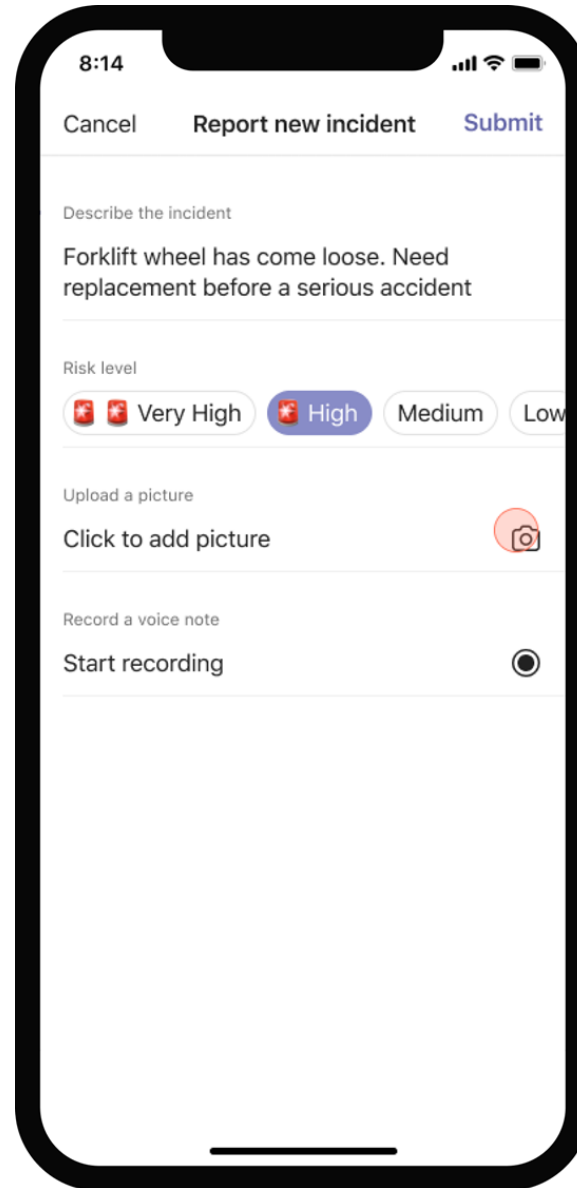 8:14
Cancel Report new incident Submit
Describe the incident
Forklift wheel has come loose. Need
replacement before a serious accident
Risk level
Very High High Medium Low
Upload a picture
Click to add picture
Record a voice note
Start recording